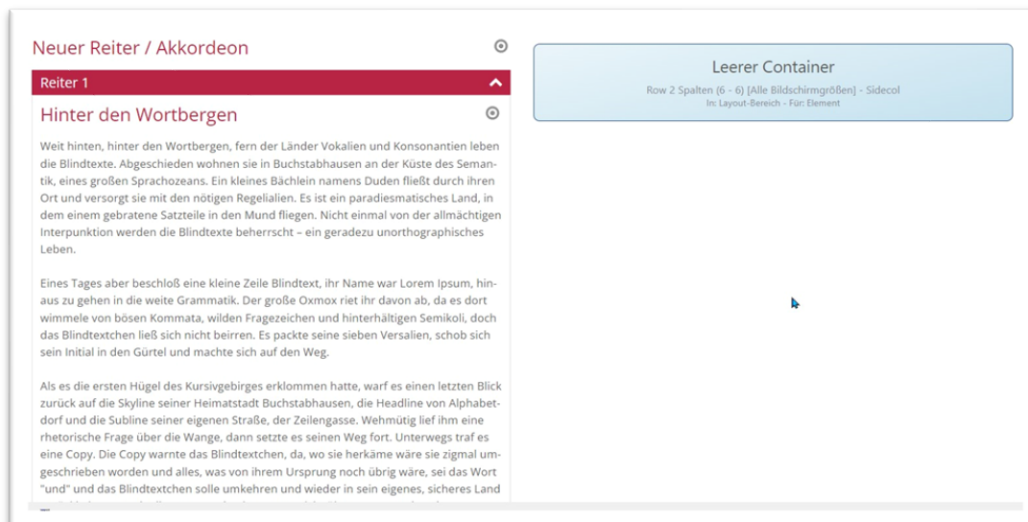 Neuer Reiter / Akkordeon
Reiter 1
Hinter den Wortbergen
Weit hinten, hinter den Wortbergen, fern der Länder Vokalien und Konsonantien leben
die Blindtexte. Abgeschieden wohnen sie in Buchstabhausen an der Küste des Seman-
tik, eines großen Sprachozeans. Ein kleines Bächlein namens Duden fließt durch ihren
Ort und versorgt sie mit den nötigen Regelialien. Es ist ein paradiesmatisches Land, in
dem einem gebratene Satzteile in den Mund fliegen. Nicht einmal von der allmächtigen
Interpunktion werden die Blindtexte beherrscht – ein geradezu unorthographisches
Leben.
Eines Tages aber beschloß eine kleine Zeile Blindtext, ihr Name war Lorem Ipsum, hin-
aus zu gehen in die weite Grammatik. Der große Oxmox riet ihr davon ab, da es dort
wimmele von bösen Kommata, wilden Fragezeichen und hinterhältigen Semikoli, doch
das Blindtextchen ließ sich nicht beirren. Es packte seine sieben Versalien, schob sich
sein Initial in den Gürtel und machte sich auf den Weg.
Als es die ersten Hügel des Kursivgebirges erklommen hatte, warf es einen letzten Blick
zurück auf die Skyline seiner Heimatstadt Buchstabhausen, die Headline von Alphabet-
dorf und die Subline seiner eigenen Straße, der Zeilengasse. Wehmütig lief ihm eine
rhetorische Frage über die Wange, dann setzte es seinen Weg fort. Unterwegs traf es
eine Copy. Die Copy warnte das Blindtextchen, da, wo sie herkäme wäre sie zigmal um-
geschrieben worden und alles, was von ihrem Ursprung noch übrig wäre, sei das Wort
"und" und das Blindtextchen solle umkehren und wieder in sein eigenes, sicheres Land
Leerer Container
Row 2 Spalten (6 - 6) [Alle Bildschirmgrößen] - Sidecol
In: Layout-Bereich - Für: Element